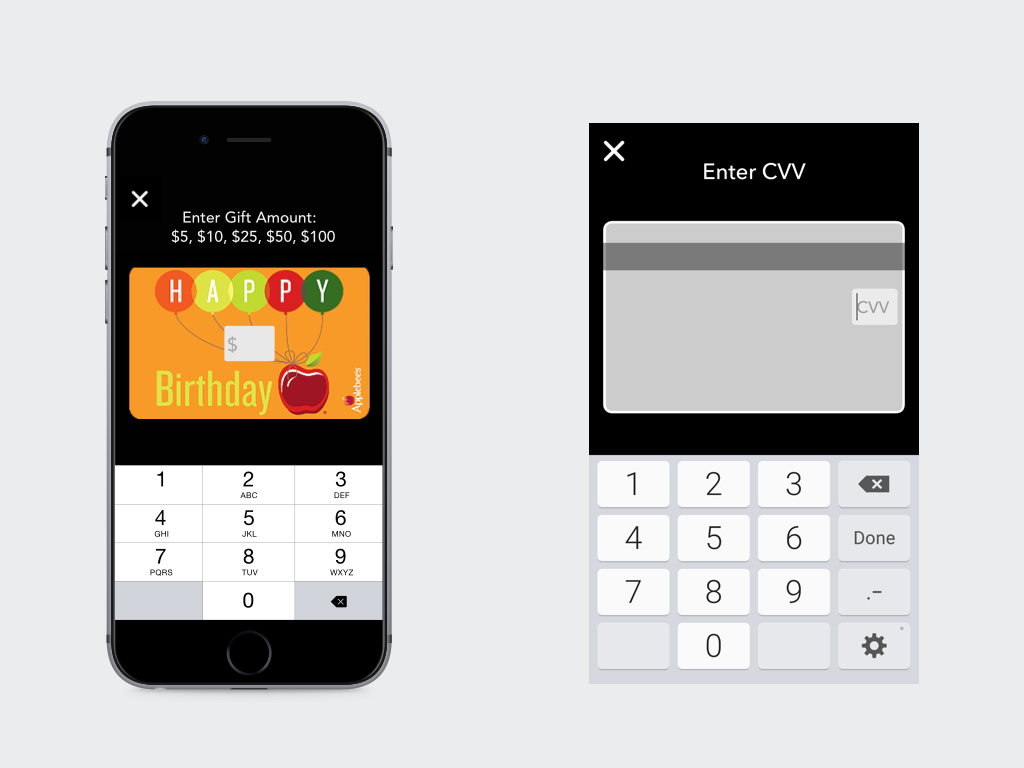 Enter Gift Amount:
$5, $10, $25, $50, $100
HAPPY
$
Birthday
Applebee's
1 2 3
ABC DEF
4 5 6
GHI JKL MNO
7 8 9
PQRS TUV WXYZ
0
Enter CVV
CVV
1 2 3
4 5 6 Done
7 8 9 .-
0